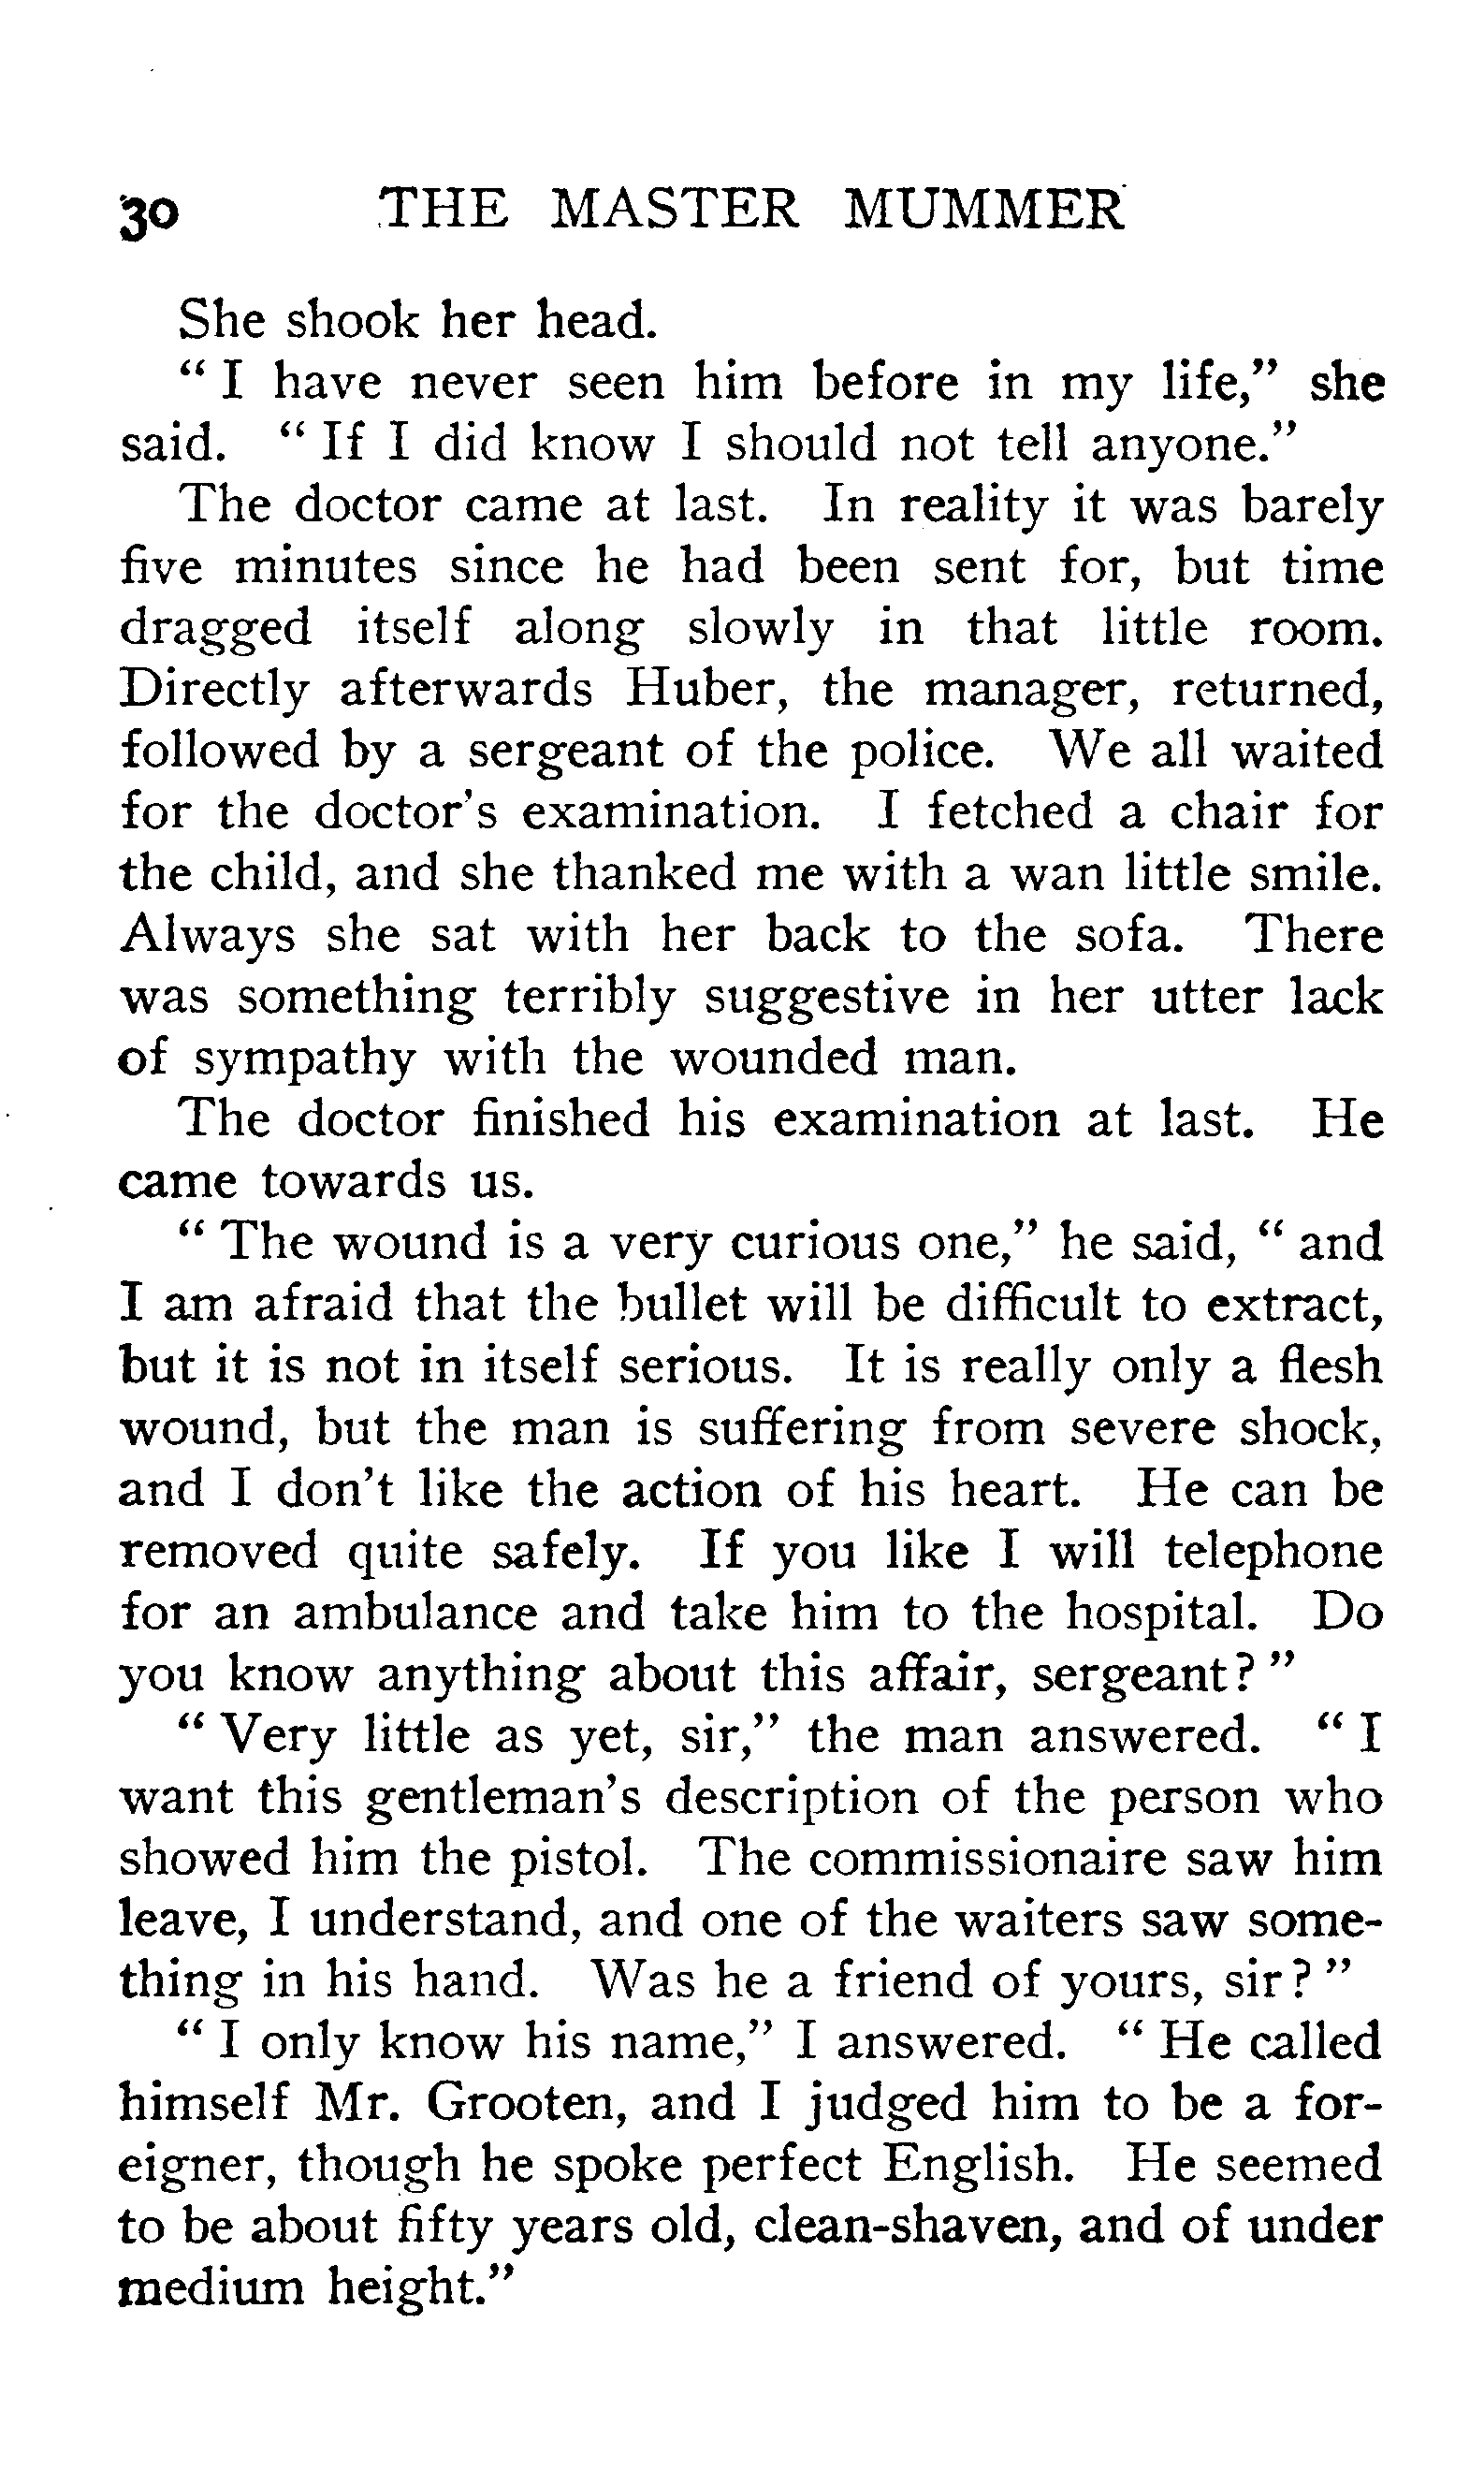 30 THE MASTER MUMMER
She shook her head.
" I have never seen him before in my life," she
said. " If I did know I should not tell anyone."
The doctor came at last. In reality it was barely
five minutes since he had been sent for, but time
dragged itself along slowly in that little room.
Directly afterwards Huber, the manager, returned,
followed by a sergeant of the police. We all waited
for the doctor's examination. I fetched a chair for
the child, and she thanked me with a wan little smile.
Always she sat with her back to the sofa. There
was something terribly suggestive in her utter lack
of sympathy with the wounded man.
The doctor finished his examination at last. He
came towards us.
" The wound is a very curious one," he said, " and
I am afraid that the bullet will be difficult to extract,
but it is not in itself serious. It is really only a flesh
wound, but the man is suffering from severe shock,
and I don't like the action of his heart. He can be
removed quite safely. If you like I will telephone
for an ambulance and take him to the hospital. Do
you know anything about this affair, sergeant? "
" Very little as yet, sir," the man answered. " I
want this gentleman's description of the person who
showed him the pistol. The commissionaire saw him
leave, I understand, and one of the waiters saw some-
thing in his hand. Was he a friend of yours, sir? "
" I only know his name," I answered. " He called
himself Mr. Grooten, and I judged him to be a for-
eigner, though he spoke perfect English. He seemed
to be about fifty years old, clean-shaven, and of under
medium height."